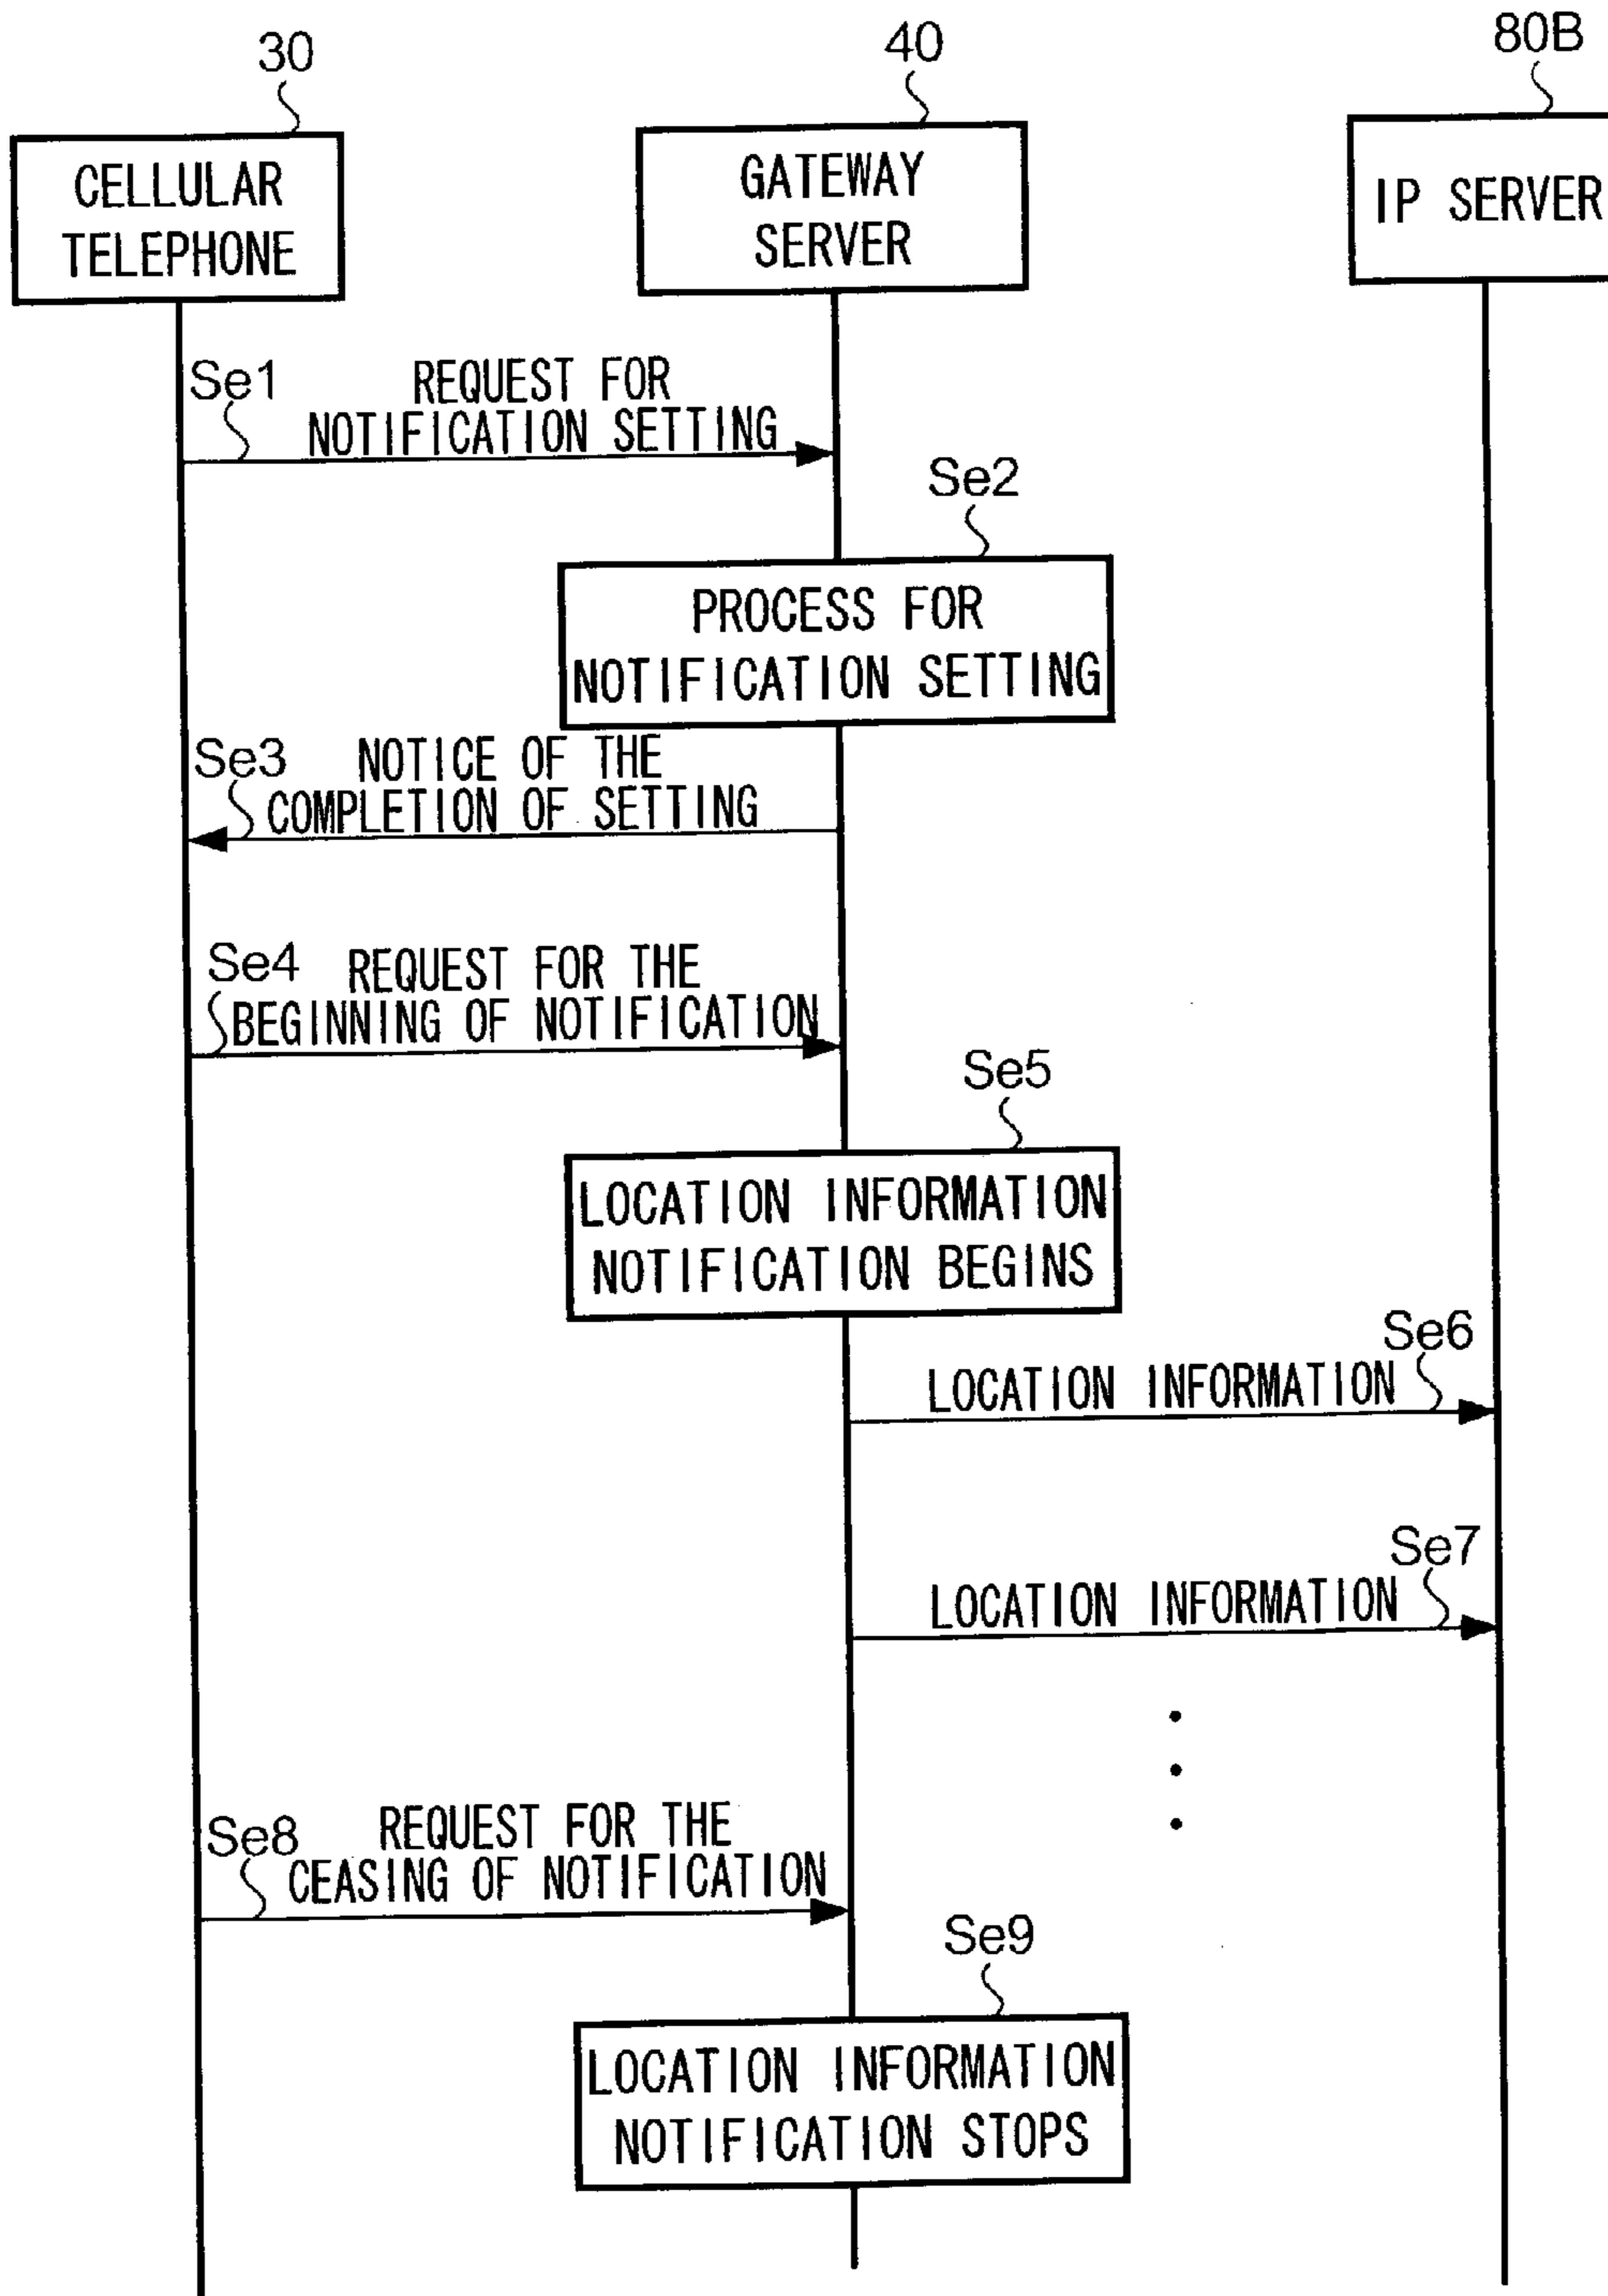 30
40
80B
CELLULAR
TELEPHONE
GATEWAY
SERVER
IP SERVER
Se1
REQUEST FOR
NOTIFICATION SETTING
Se2
PROCESS FOR
NOTIFICATION SETTING
Se3
NOTICE OF THE
COMPLETION OF SETTING
Se4
REQUEST FOR THE
BEGINNING OF NOTIFICATION
Se5
LOCATION INFORMATION
NOTIFICATION BEGINS
Se6
LOCATION INFORMATION
Se7
LOCATION INFORMATION
Se8
REQUEST FOR THE
CEASING OF NOTIFICATION
Se9
LOCATION INFORMATION
NOTIFICATION STOPS